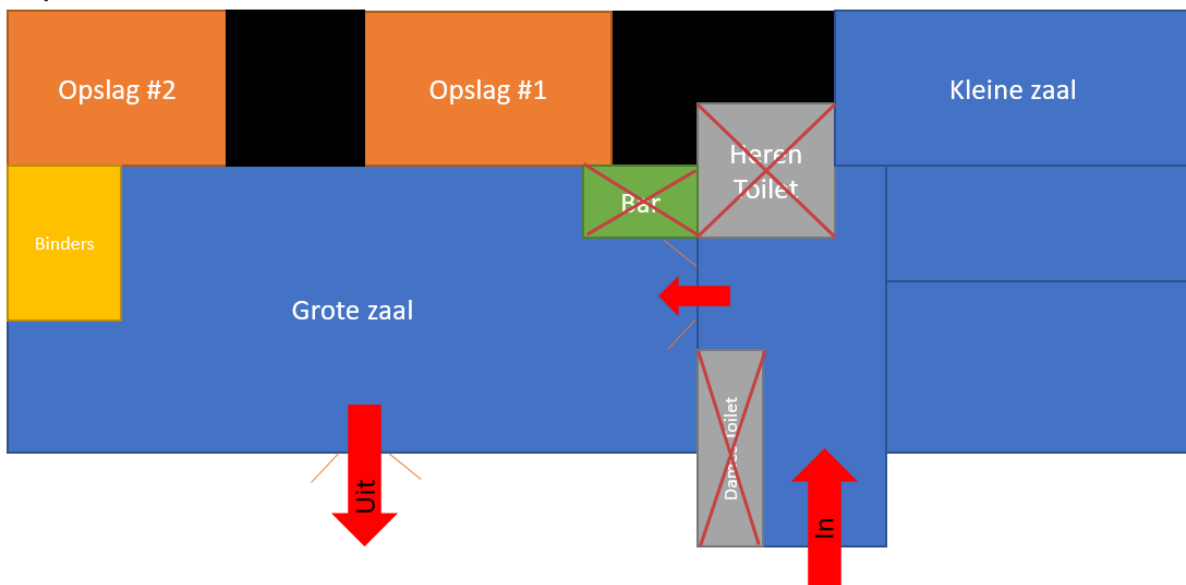 Opslag #2
Opslag #1
Kleine zaal
Heren
Toilet
Bar
Binders
Grote zaal
Dames Toilet
Uit
In